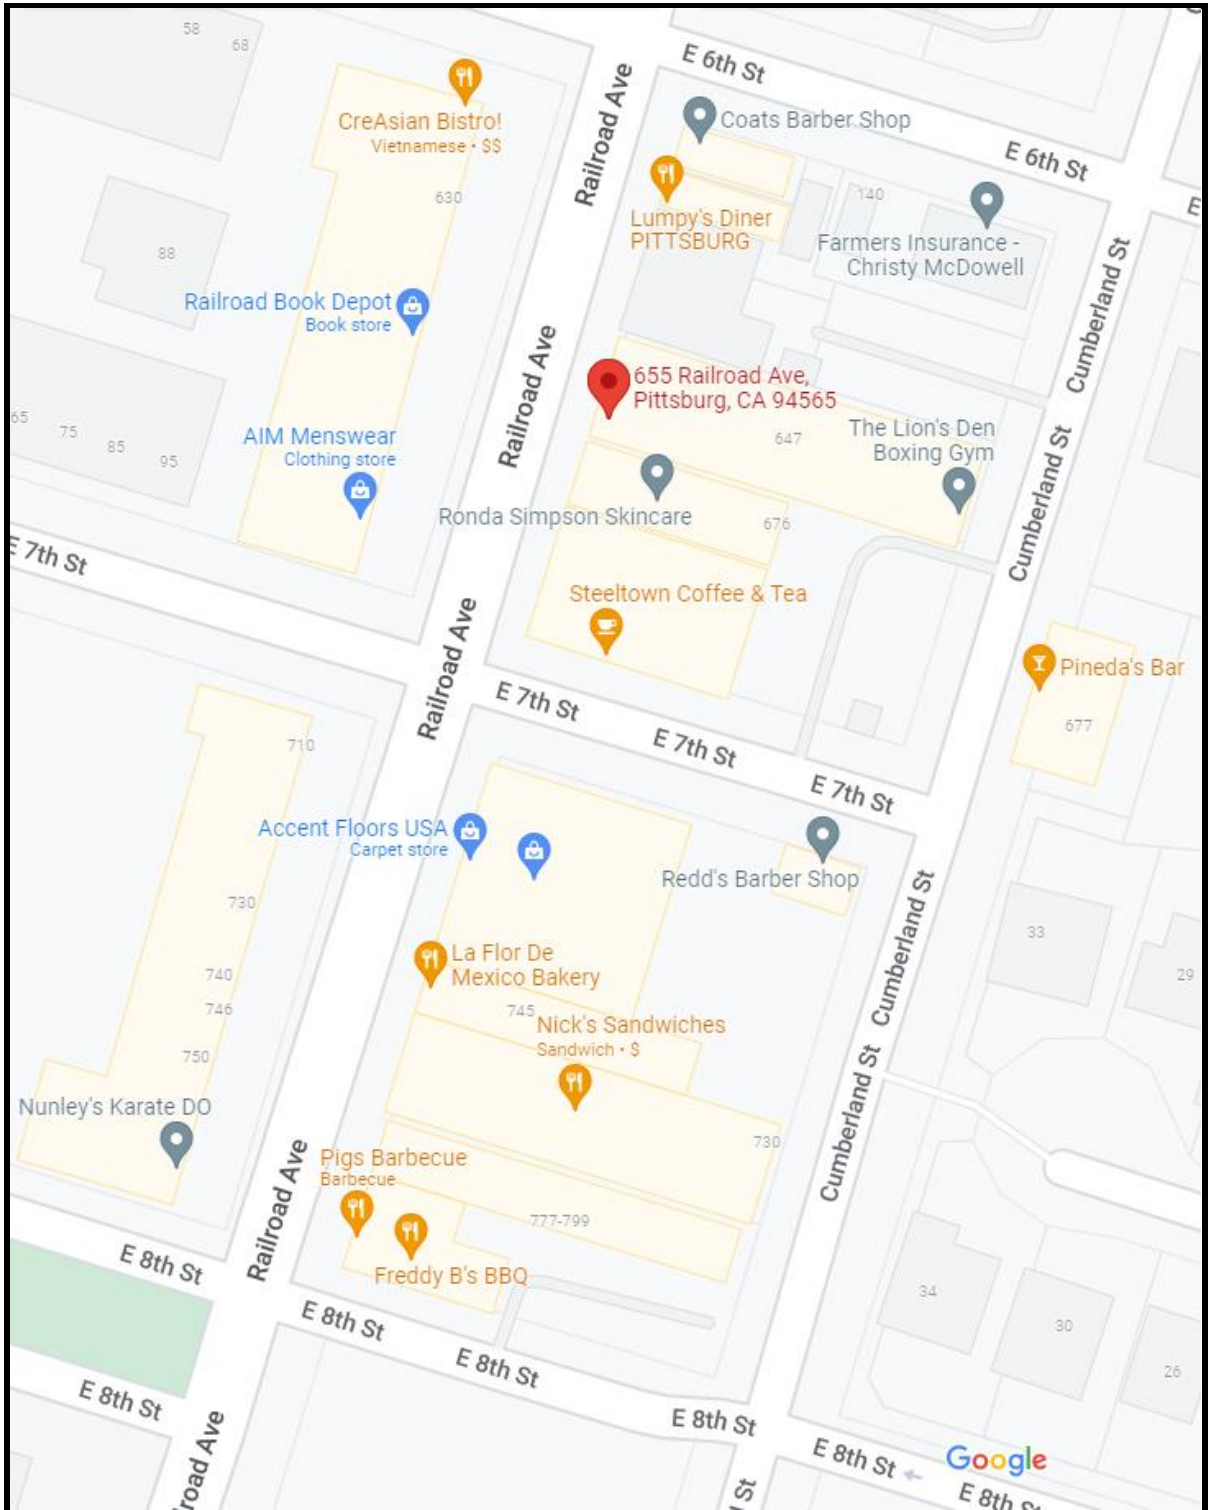 58
68
E 6th St
CreAsian Bistro!
Vietnamese • $$
Railroad Ave
Coats Barber Shop
E 6th St
630
140
Lumpy's Diner
PITTSBURG
Farmers Insurance -
Christy McDowell
88
Railroad Book Depot
Book store
Cumberland St
655 Railroad Ave,
Pittsburg, CA 94565
Railroad Ave
65
75
85
95
AIM Menswear
Clothing store
647
The Lion's Den
Boxing Gym
Ronda Simpson Skincare
676
Cumberland St
E 7th St
Steeltown Coffee & Tea
Railroad Ave
Pineda's Bar
677
E 7th St
E 7th St
E 7th St
710
Accent Floors USA
Carpet store
Redd's Barber Shop
730
33
29
Cumberland St
La Flor De
Mexico Bakery
740
746
745
Nick's Sandwiches
Sandwich • $
750
Nunley's Karate DO
Cumberland St
730
Pigs Barbecue
Barbecue
Railroad Ave
777-799
Freddy B's BBQ
E 8th St
E 8th St
34
30
26
E 8th St
E 8th St
E 8th St
E 8th St
Google
E 8th St
road Ave
l St